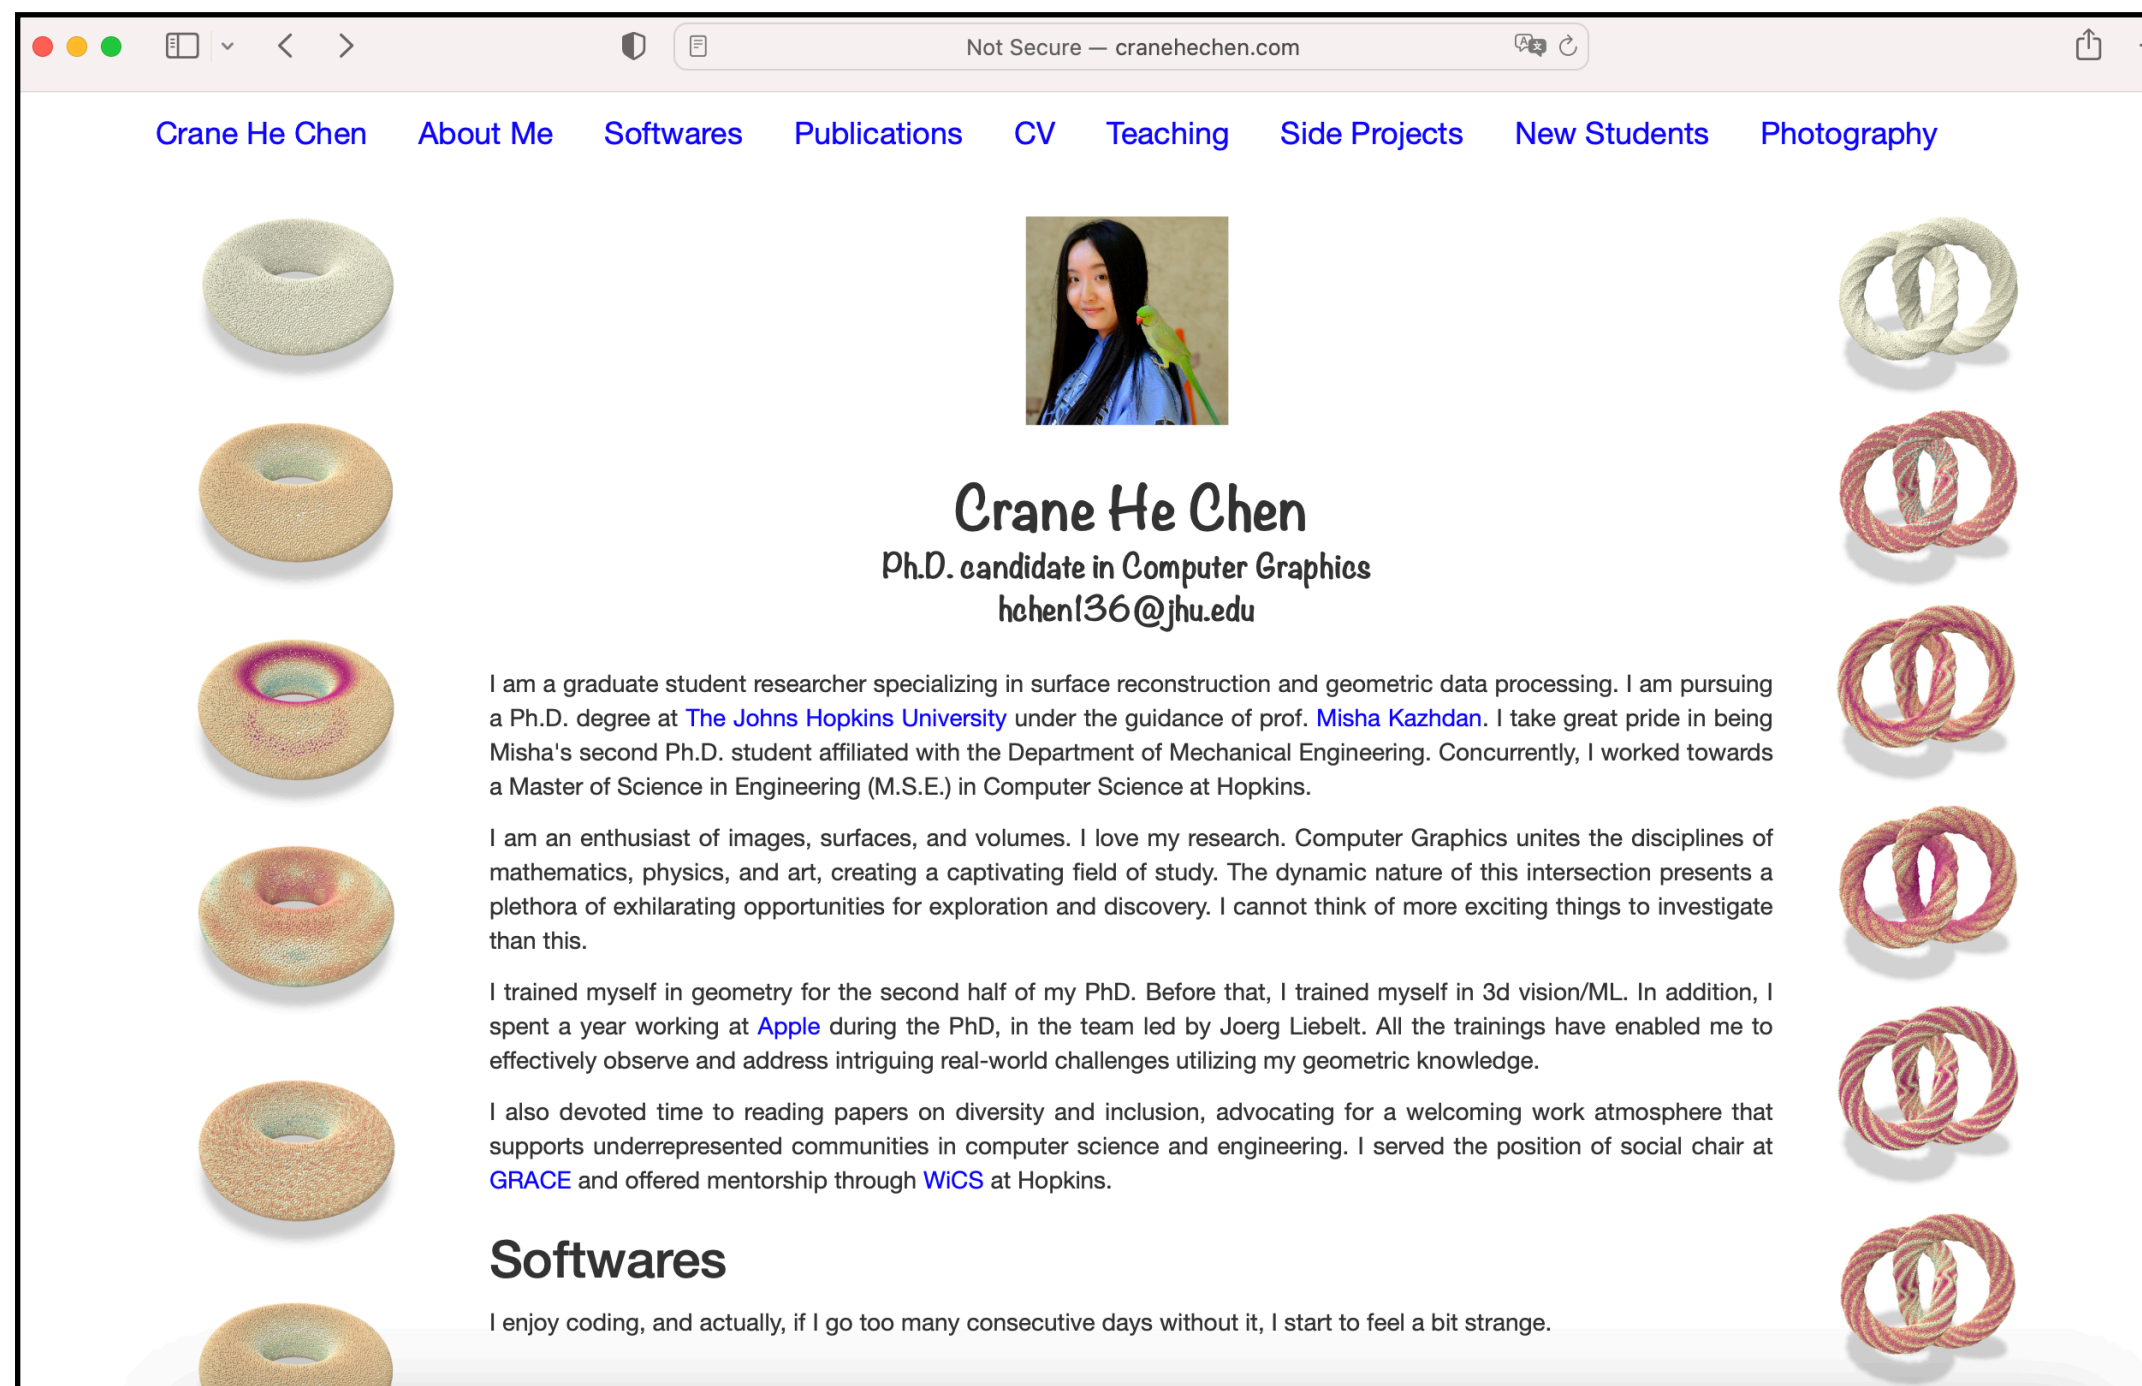 Not Secure — cranehechen.com
Crane He Chen About Me Softwares Publications CV Teaching Side Projects New Students Photography
Crane He Chen
Ph.D. candidate in Computer Graphics
hchen136@jhu.edu
I am a graduate student researcher specializing in surface reconstruction and geometric data processing. I am pursuing
a Ph.D. degree at The Johns Hopkins University under the guidance of prof. Misha Kazhdan. I take great pride in being
Misha's second Ph.D. student affiliated with the Department of Mechanical Engineering. Concurrently, I worked towards
a Master of Science in Engineering (M.S.E.) in Computer Science at Hopkins.
I am an enthusiast of images, surfaces, and volumes. I love my research. Computer Graphics unites the disciplines of
mathematics, physics, and art, creating a captivating field of study. The dynamic nature of this intersection presents a
plethora of exhilarating opportunities for exploration and discovery. I cannot think of more exciting things to investigate
than this.
I trained myself in geometry for the second half of my PhD. Before that, I trained myself in 3d vision/ML. In addition, I
spent a year working at Apple during the PhD, in the team led by Joerg Liebelt. All the trainings have enabled me to
effectively observe and address intriguing real-world challenges utilizing my geometric knowledge.
I also devoted time to reading papers on diversity and inclusion, advocating for a welcoming work atmosphere that
supports underrepresented communities in computer science and engineering. I served the position of social chair at
GRACE and offered mentorship through WiCS at Hopkins.
Softwares
I enjoy coding, and actually, if I go too many consecutive days without it, I start to feel a bit strange.